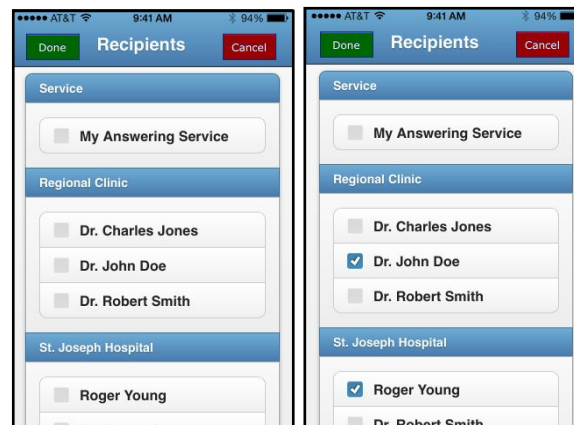 AT&T 9:41 AM 94%
Done Recipients Cancel
Service
My Answering Service
Regional Clinic
Dr. Charles Jones
Dr. John Doe
Dr. Robert Smith
St. Joseph Hospital
Roger Young
AT&T 9:41 AM 94%
Done Recipients Cancel
Service
My Answering Service
Regional Clinic
Dr. Charles Jones
Dr. John Doe
Dr. Robert Smith
St. Joseph Hospital
Roger Young
Dr. Robert Smith